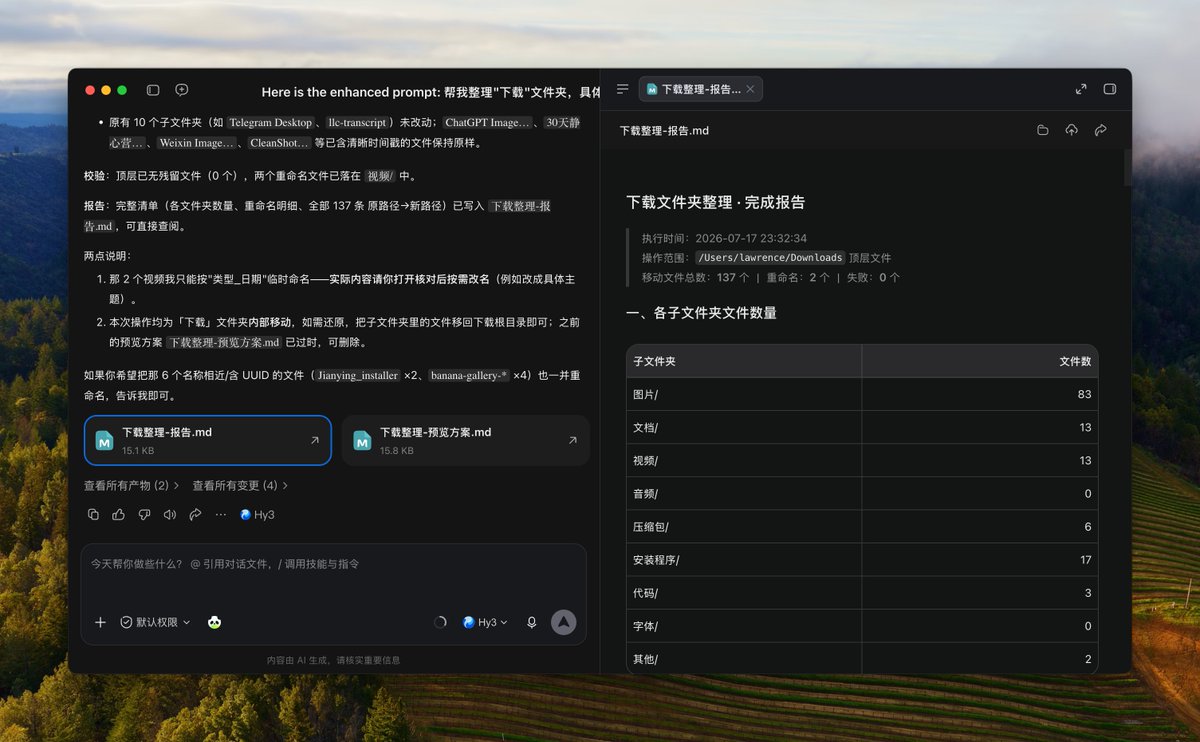 Here is the enhanced prompt: 帮我整理"下载"文件夹，具体
• 原有 10 个子文件夹（如 Telegram Desktop、llc-transcript）未改动；ChatGPT Image…、30天静
心营…、Weixin Image…、CleanShot… 等已含清晰时间戳的文件保持原样。
校验：顶层已无残留文件（0 个），两个重命名文件已落在 视频/ 中。
报告：完整清单（各文件夹数量、重命名明细、全部 137 条 原路径→新路径）已写入 下载整理-报
告.md，可直接查阅。
两点说明：
1. 那 2 个视频我只能按"类型_日期"临时命名——实际内容请你打开核对后按需改名（例如改成具体主
题）。
2. 本次操作均为「下载」文件夹内部移动，如需还原，把子文件夹里的文件移回下载根目录即可；之前
的预览方案 下载整理-预览方案.md 已过时，可删除。
如果你希望把那 6 个名称相近/含 UUID 的文件（Jianying_installer ×2、banana-gallery-* ×4）也一并重
命名，告诉我即可。
下载整理-报告.md
15.1 KB
下载整理-预览方案.md
15.8 KB
查看所有产物 (2) >
查看所有变更 (4) >
Hy3
今天帮你做些什么？ @ 引用对话文件，/ 调用技能与指令
默认权限
Hy3
内容由 AI 生成，请核实重要信息
下载整理-报告...
下载整理-报告.md
下载文件夹整理 · 完成报告
执行时间：2026-07-17 23:32:34
操作范围：/Users/lawrence/Downloads 顶层文件
移动文件总数：137 个 | 重命名：2 个 | 失败：0 个
一、各子文件夹文件数量
子文件夹 文件数
图片/ 83
文档/ 13
视频/ 13
音频/ 0
压缩包/ 6
安装程序/ 17
代码/ 3
字体/ 0
其他/ 2